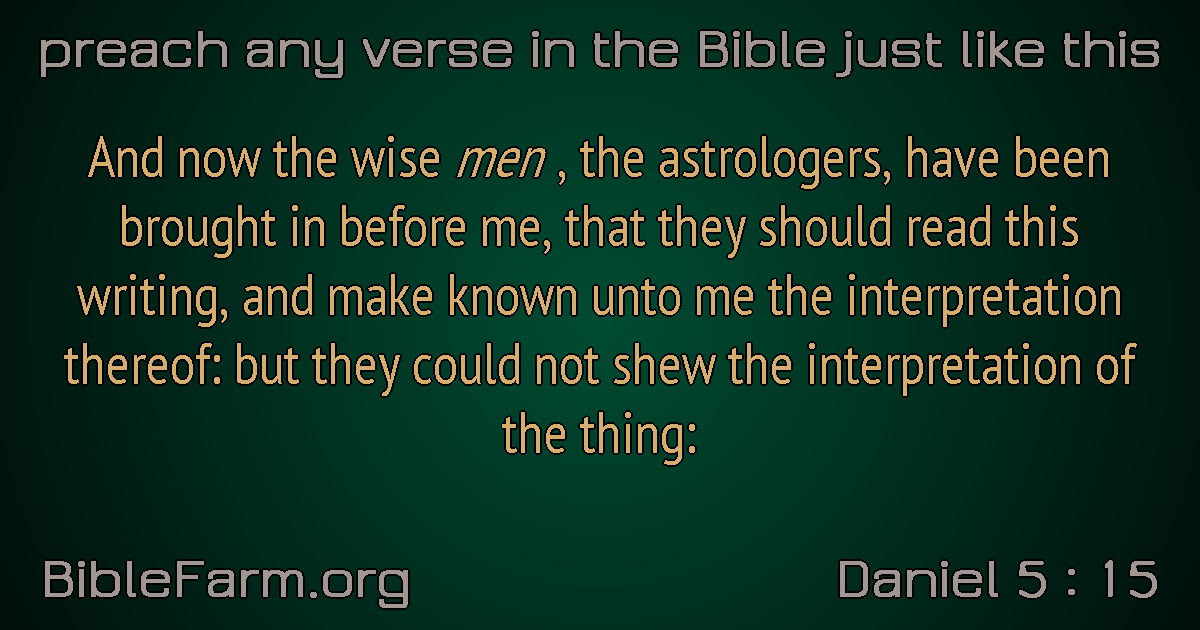 preach any verse in the Bible just like this
And now the wise men , the astrologers, have been
brought in before me, that they should read this
writing, and make known unto me the interpretation
thereof: but they could not shew the interpretation of
the thing:
BibleFarm.org
Daniel 5 : 15